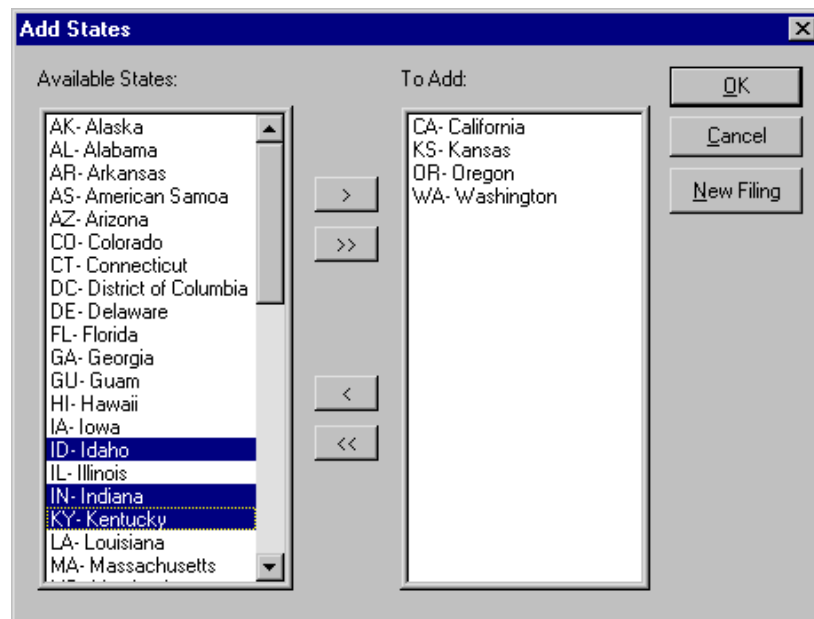 Add States
Available States:
AK- Alaska
AL- Alabama
AR- Arkansas
AS- American Samoa
AZ- Arizona
CO- Colorado
CT- Connecticut
DC- District of Columbia
DE- Delaware
FL- Florida
GA- Georgia
GU- Guam
HI- Hawaii
IA- Iowa
ID- Idaho
IL- Illinois
IN- Indiana
KY- Kentucky
LA- Louisiana
MA- Massachusetts
>
>>
<
<<
To Add:
CA- California
KS- Kansas
OR- Oregon
WA- Washington
OK
Cancel
New Filing